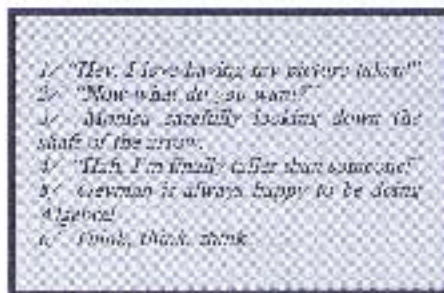 1/ "Hey, I love having my picture taken!"
2/ "Now what do you want?"
3/ Monica carefully looking down the
shaft of the arrow.
4/ "Hah, I'm finally taller than someone!"
5/ is always happy to be doing
Algebra!
6/ Think, think, think.